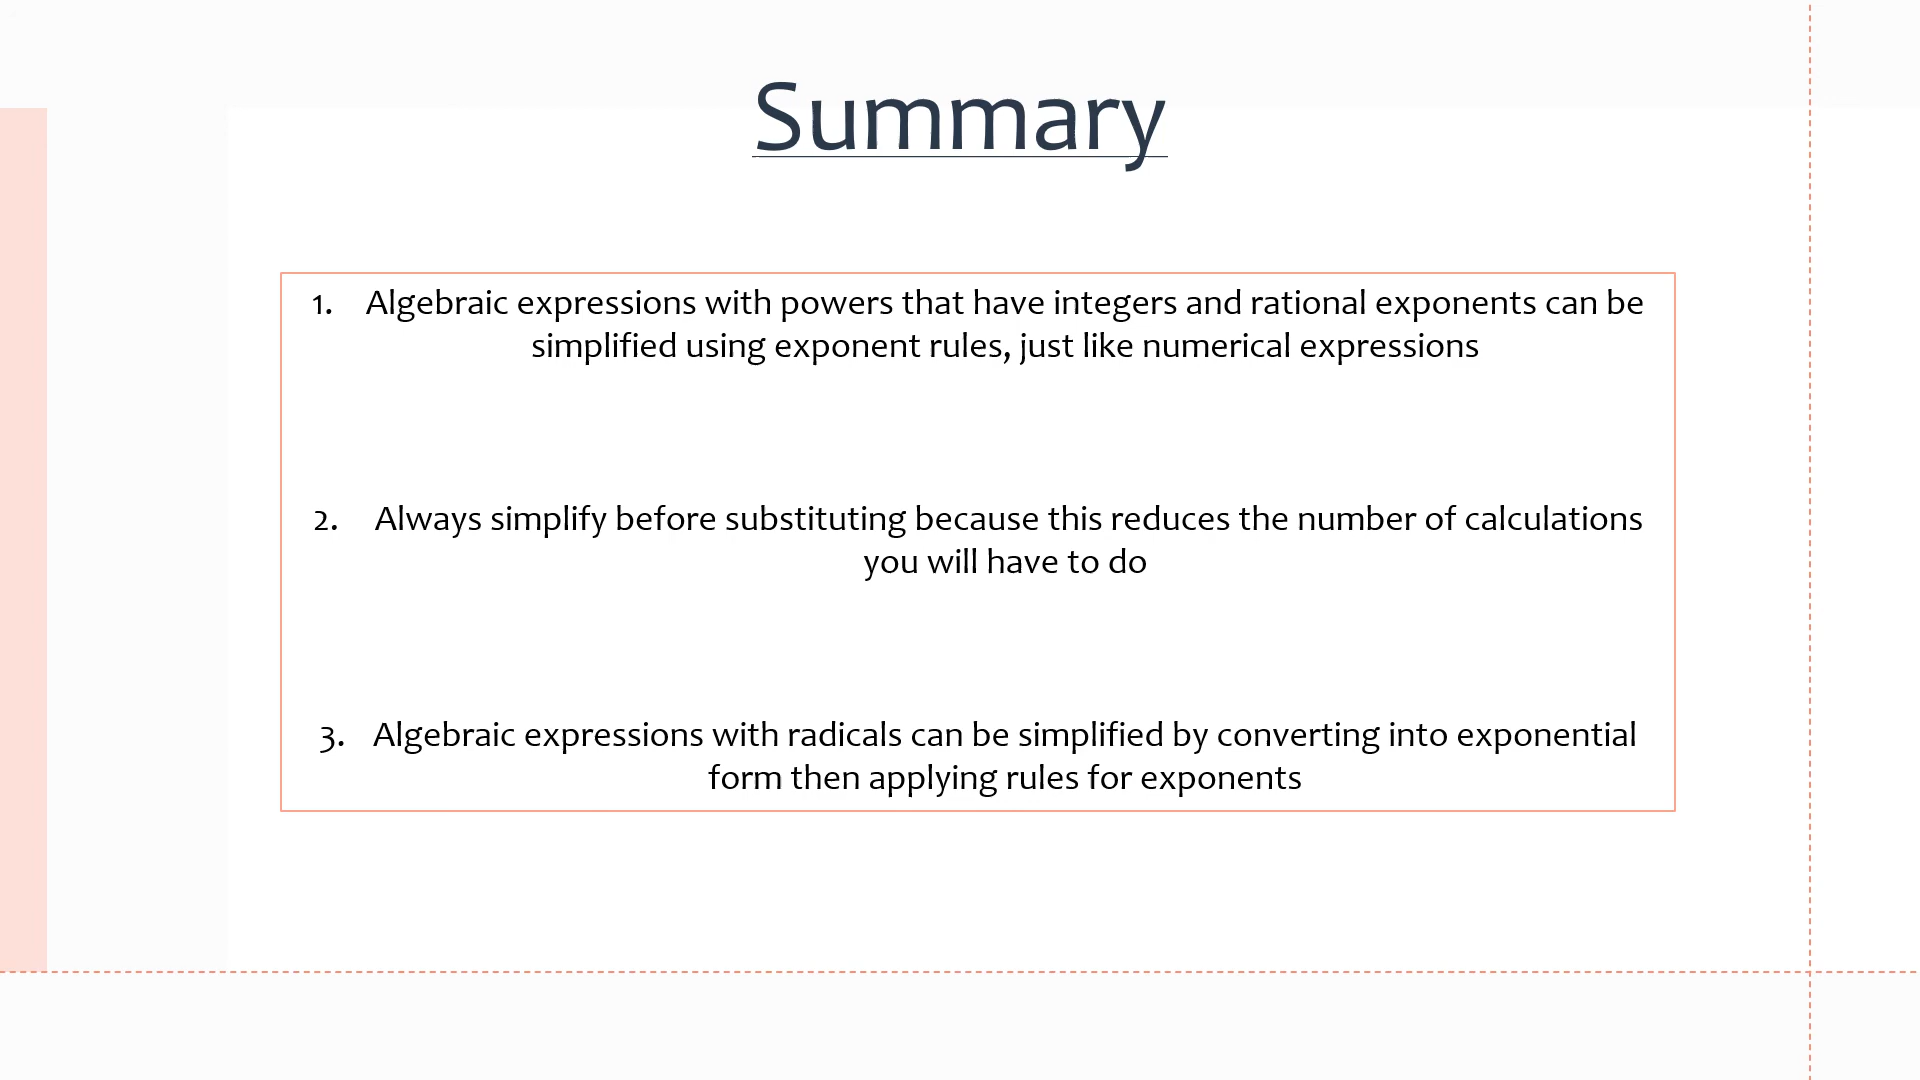 Summary
1. Algebraic expressions with powers that have integers and rational exponents can be
simplified using exponent rules, just like numerical expressions
2. Always simplify before substituting because this reduces the number of calculations
you will have to do
3. Algebraic expressions with radicals can be simplified by converting into exponential
form then applying rules for exponents